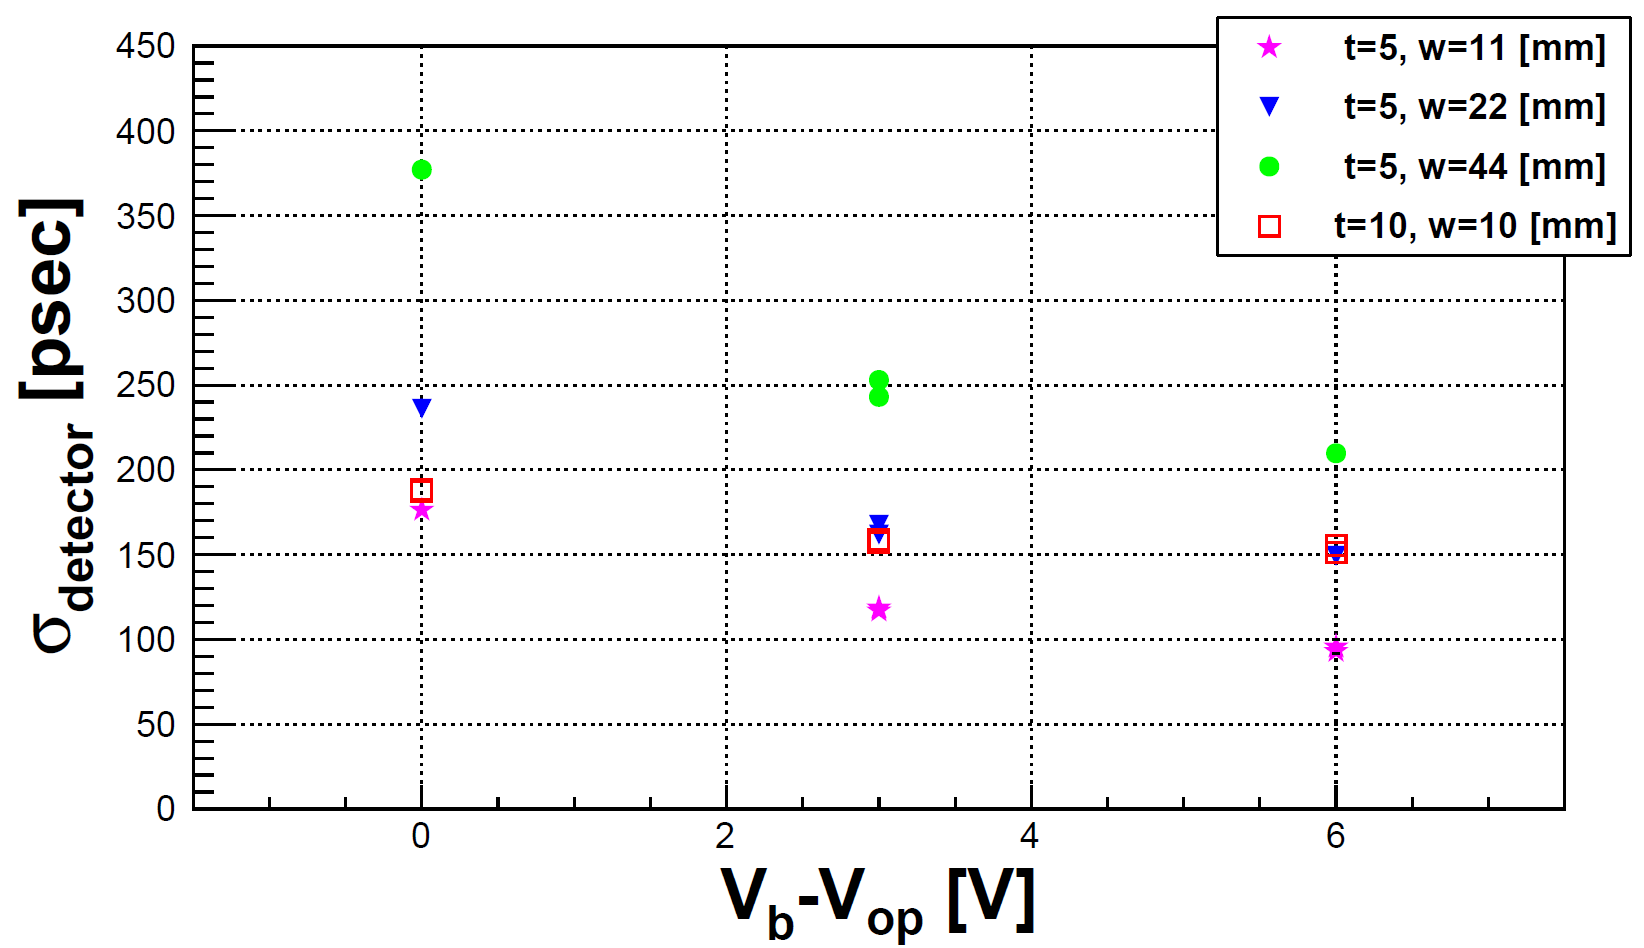 450
400
350
300
250
200
150
100
50
0
σdetector [psec]
0 2 4 6
Vb-Vop [V]
t=5, w=11 [mm]
t=5, w=22 [mm]
t=5, w=44 [mm]
t=10, w=10 [mm]